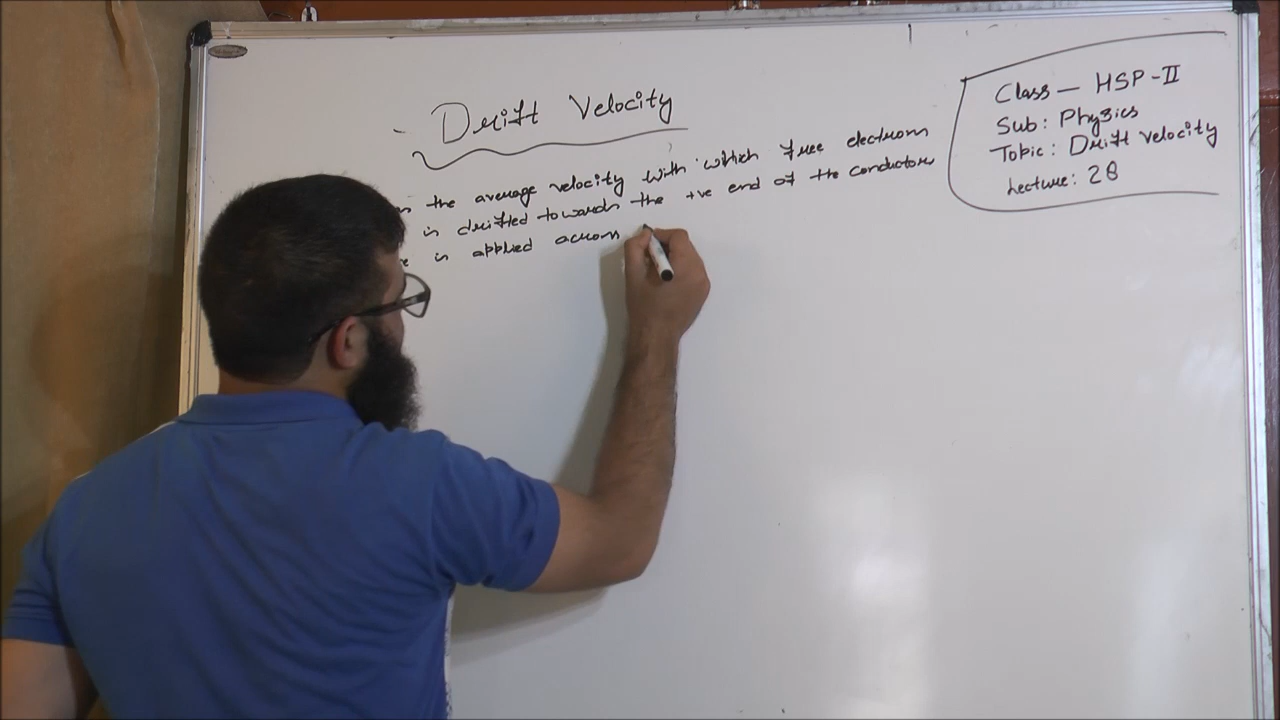 Drift Velocity
the average velocity with which free electrons
is drifted towards the +ve end of the conductor
is applied across
Class — HSP-II
Sub: Physics
Topic: Drift velocity
Lecture: 28